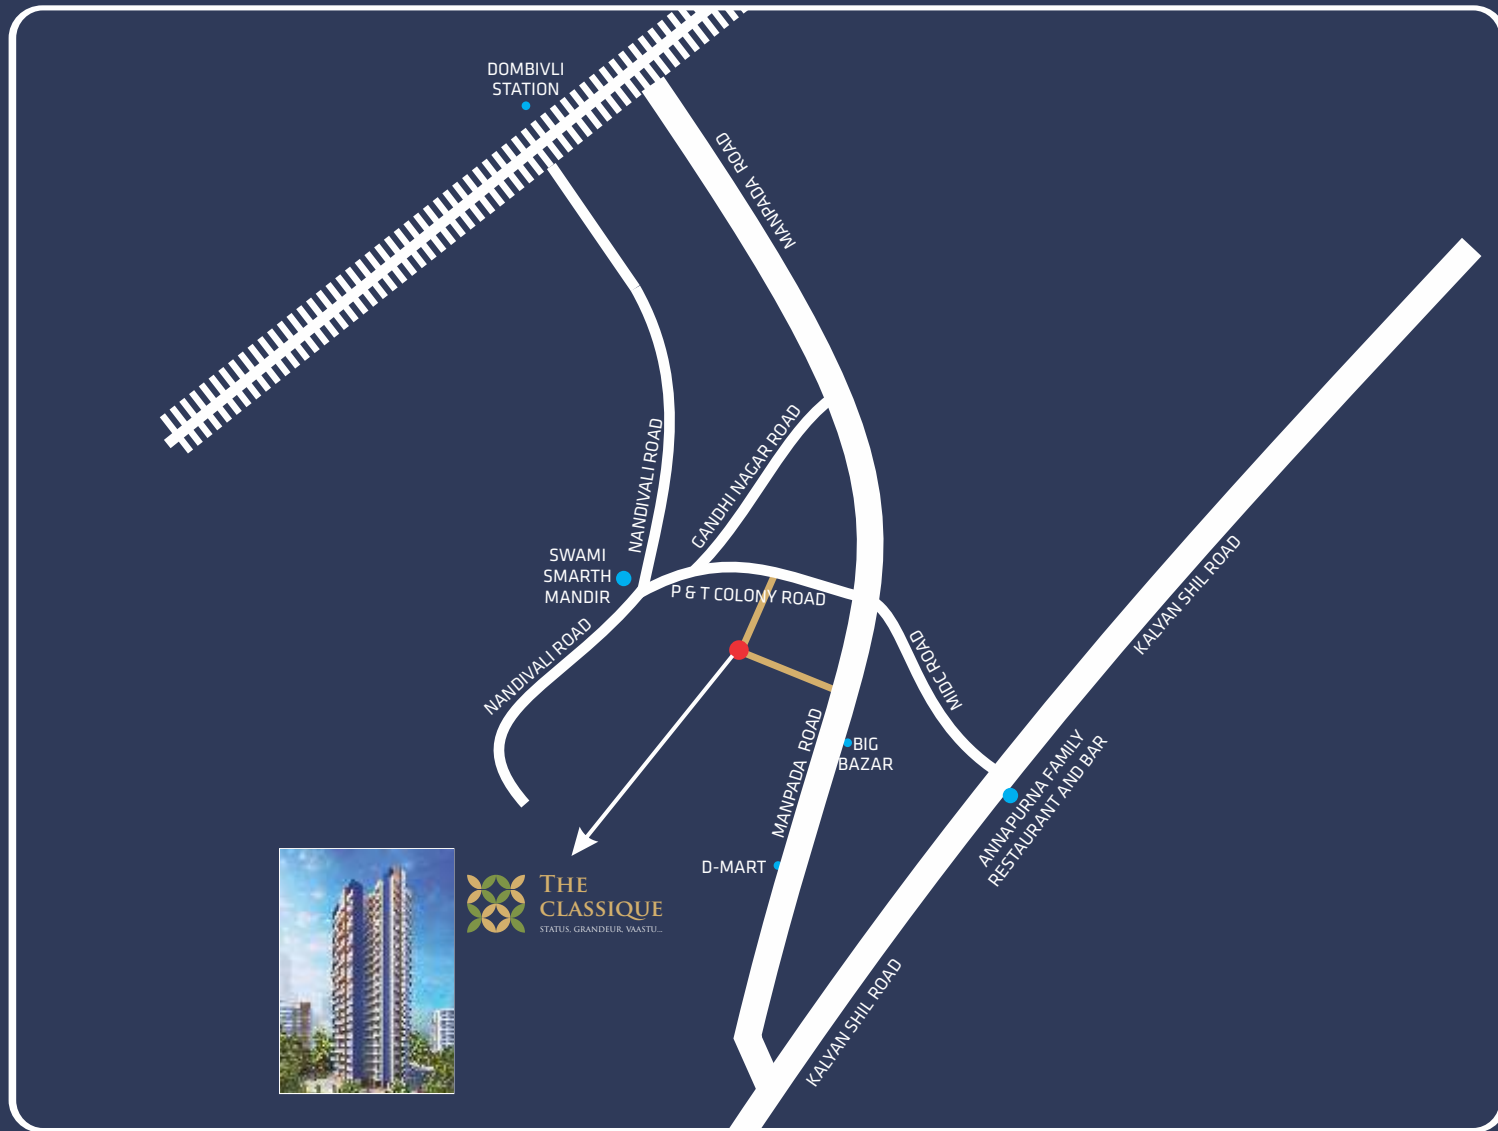 DOMBIVLI
STATION
MANPADA ROAD
NANDIVALI ROAD
GANDHI NAGAR ROAD
SWAMI
SMARTH
MANDIR
P & T COLONY ROAD
NANDIVALI ROAD
MIDC ROAD
KALYAN SHIL ROAD
MANPADA ROAD
BIG
BAZAR
ANNAPURNA FAMILY
RESTAURANT AND BAR
D-MART
THE
CLASSIQUE
STATUS, GRANDEUR, VAASTU...
KALYAN SHIL ROAD